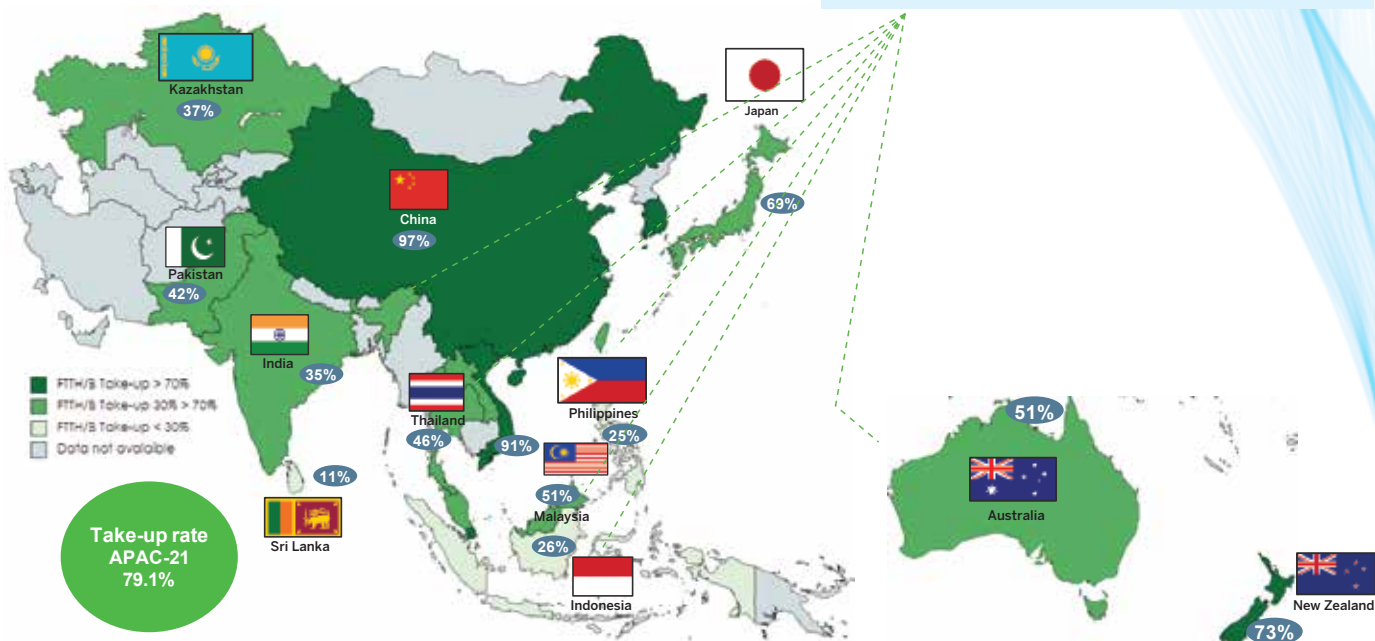 Kazakhstan
37%
Japan
69%
China
97%
Pakistan
42%
India
35%
FTTH/B Take-up > 70%
FTTH/B Take-up 30% > 70%
FTTH/B Take-up < 30%
Data not available
Thailand
46%
91%
Philippines
25%
51%
Malaysia
26%
Indonesia
11%
Sri Lanka
Take-up rate
APAC-21
79.1%
51%
Australia
New Zealand
73%